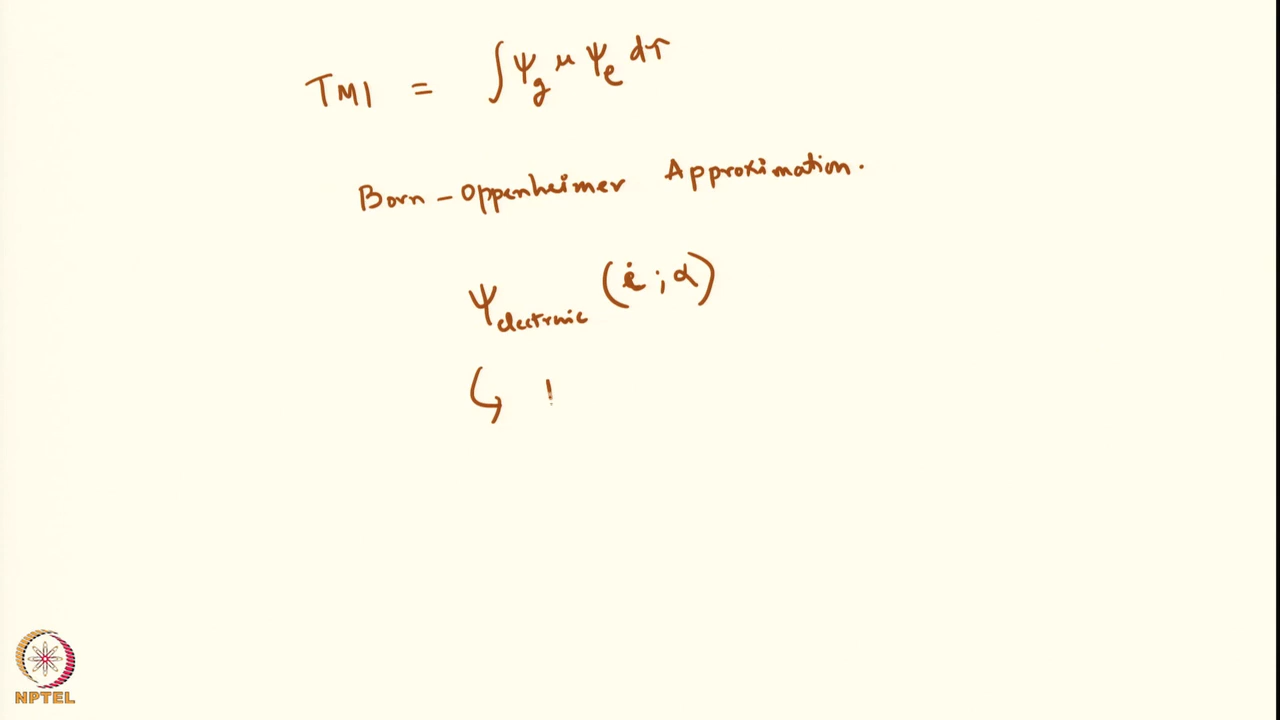 TMI = ∫ψg μ ψe dτ
Born - Oppenheimer Approximation.
ψelectronic (i ; α)
NPTEL